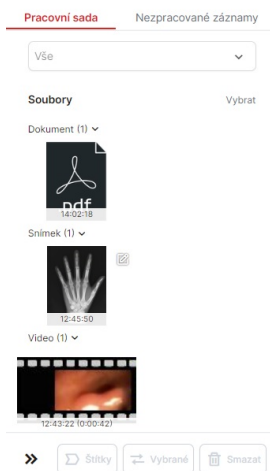 Pracovní sada Nezpracované záznamy
Vše
Soubory Vybrat
Dokument (1)
pdf
14:02:18
Snímek (1)
12:45:50
Video (1)
12:43:22 (0:00:42)
Štítky Vybrané Smazat